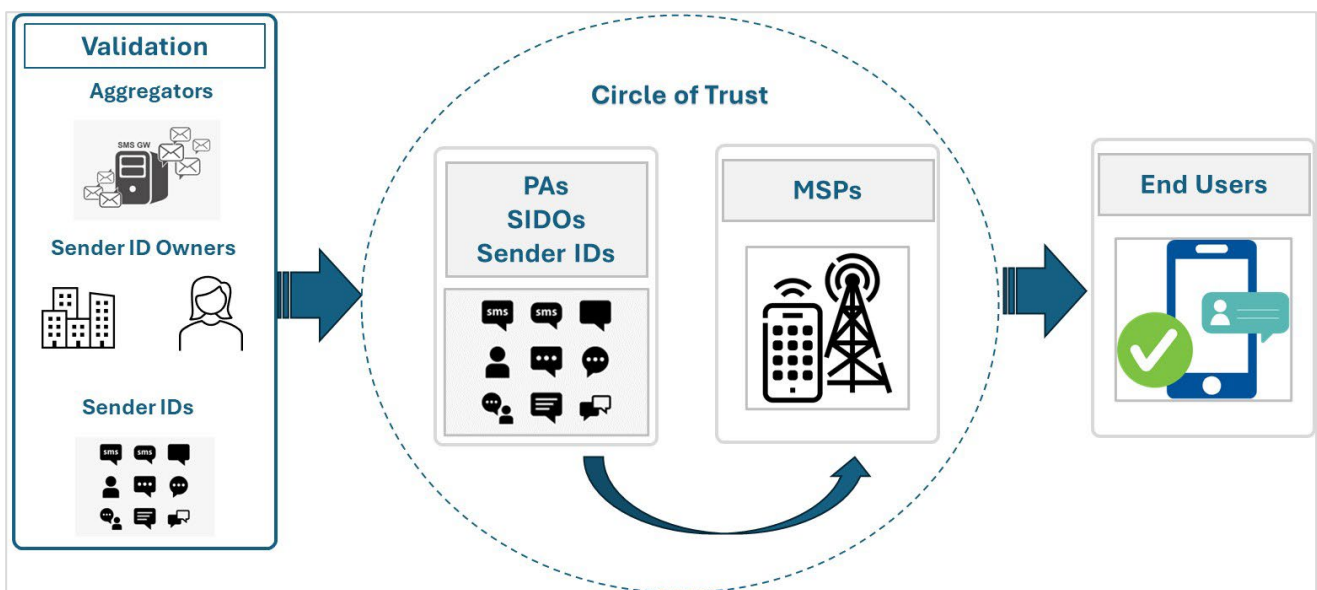 Validation
Aggregators
SMS GW
Sender ID Owners
Sender IDs
sms sms
Circle of Trust
PAs
SIDOs
Sender IDs
sms sms
MSPs
End Users